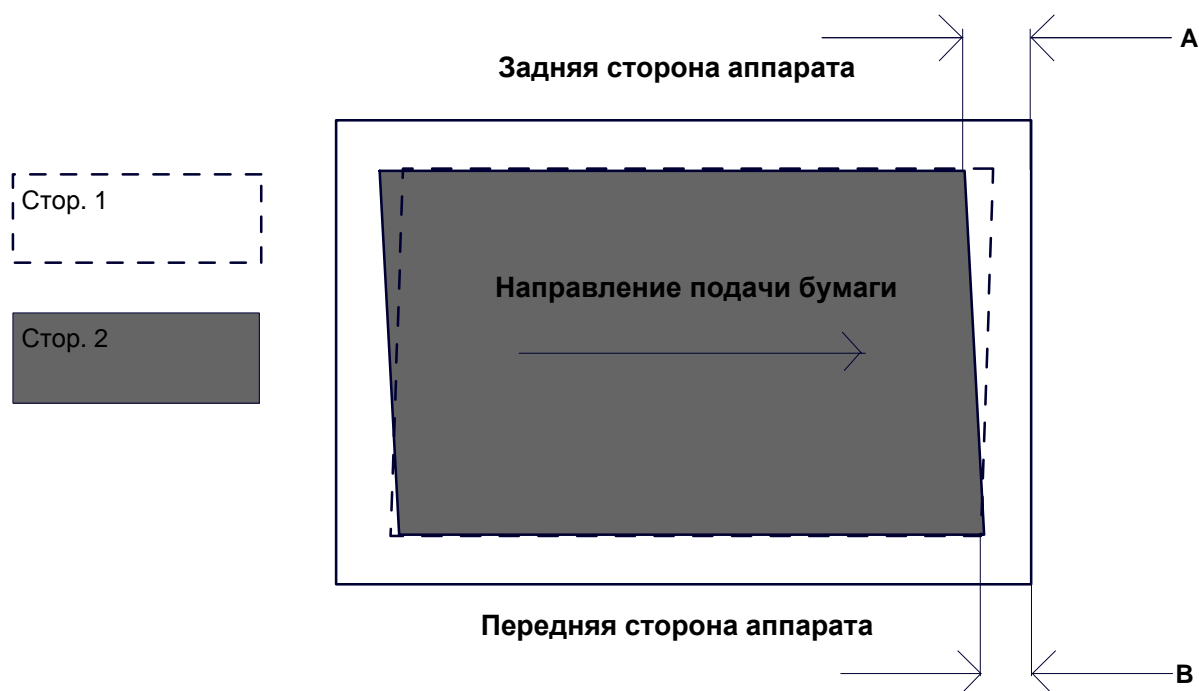 A
Задняя сторона аппарата
Стор. 1
Направление подачи бумаги
Стор. 2
Передняя сторона аппарата
B